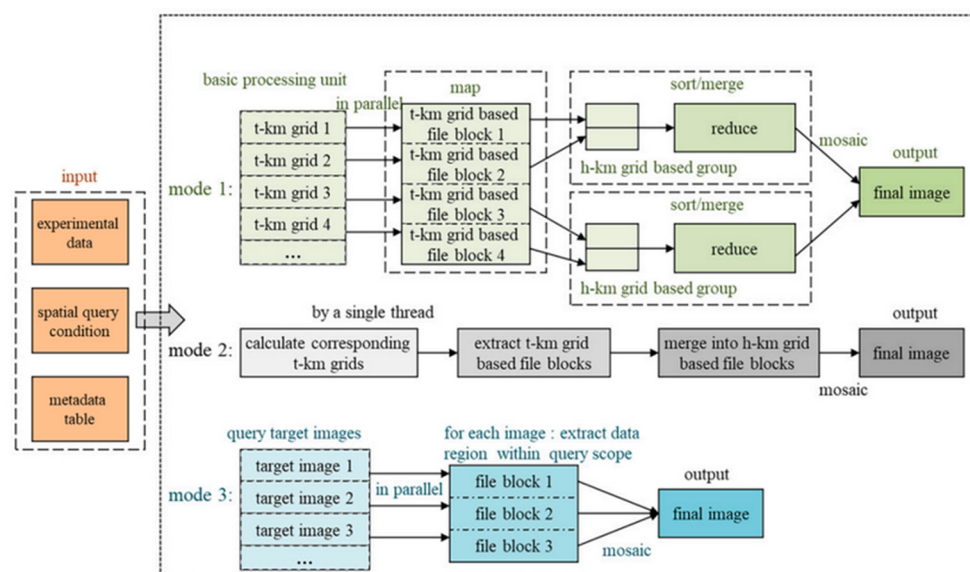 input
experimental
data
spatial query
condition
metadata
table
mode 1:
basic processing unit
t-km grid 1
t-km grid 2
t-km grid 3
t-km grid 4
...
in parallel
map
t-km grid based
file block 1
t-km grid based
file block 2
t-km grid based
file block 3
t-km grid based
file block 4
sort/merge
reduce
h-km grid based group
sort/merge
reduce
h-km grid based group
mosaic
output
final image
mode 2:
by a single thread
calculate corresponding
t-km grids
extract t-km grid
based file blocks
merge into h-km grid
based file blocks
mosaic
output
final image
mode 3:
query target images
target image 1
target image 2
target image 3
...
in parallel
for each image : extract data
region within query scope
file block 1
file block 2
file block 3
mosaic
output
final image